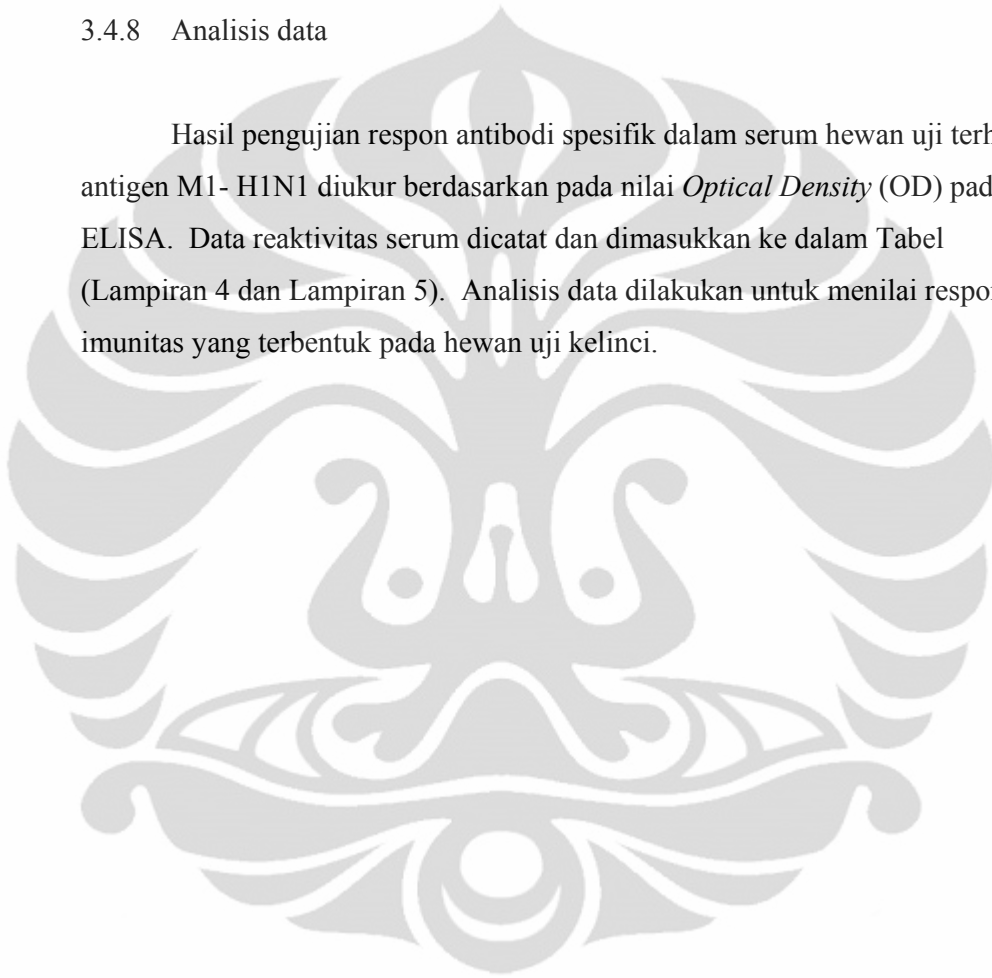 3.4.8 Analisis data
Hasil pengujian respon antibodi spesifik dalam serum hewan uji terh
antigen M1- H1N1 diukur berdasarkan pada nilai Optical Density (OD) pad
ELISA. Data reaktivitas serum dicatat dan dimasukkan ke dalam Tabel
(Lampiran 4 dan Lampiran 5). Analisis data dilakukan untuk menilai respon
imunitas yang terbentuk pada hewan uji kelinci.